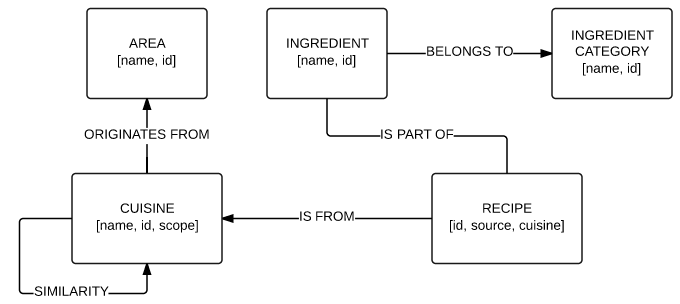 AREA
[name, id]
INGREDIENT
[name, id]
BELONGS TO
INGREDIENT
CATEGORY
[name, id]
ORIGINATES FROM
IS PART OF
CUISINE
[name, id, scope]
IS FROM
RECIPE
[id, source, cuisine]
SIMILARITY